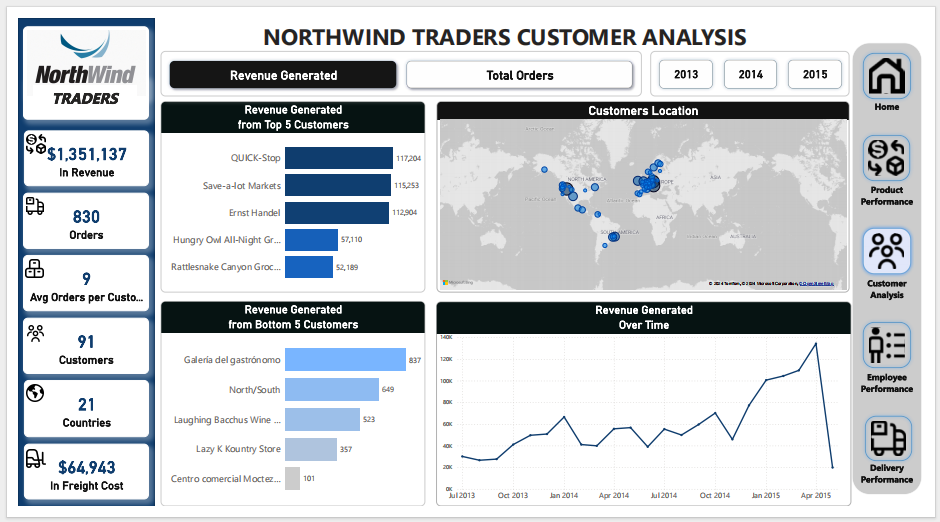 NorthWind
TRADERS
NORTHWIND TRADERS CUSTOMER ANALYSIS
Revenue Generated
Total Orders
2013
2014
2015
$1,351,137
In Revenue
830
Orders
9
Avg Orders per Custo...
91
Customers
21
Countries
$64,943
In Freight Cost
Revenue Generated
from Top 5 Customers
QUICK-Stop
117,204
Save-a-lot Markets
115,253
Ernst Handel
112,904
Hungry Owl All-Night Gr...
57,110
Rattlesnake Canyon Groc...
52,189
Customers Location
Arctic Ocean
NORTH AMERICA
EUROPE
ASIA
Pacific Ocean
Atlantic Ocean
AFRICA
SOUTH AMERICA
Indian Ocean
AUSTRALIA
Microsoft Bing
© 2024 TomTom, © 2024 Microsoft Corporation, © OpenStreetMap
Revenue Generated
from Bottom 5 Customers
Galería del gastrónomo
837
North/South
649
Laughing Bacchus Wine ...
523
Lazy K Kountry Store
357
Centro comercial Moctez...
101
Revenue Generated
Over Time
140K
120K
100K
80K
60K
40K
20K
0K
Jul 2013
Oct 2013
Jan 2014
Apr 2014
Jul 2014
Oct 2014
Jan 2015
Apr 2015
Home
Product
Performance
Customer
Analysis
Employee
Performance
Delivery
Performance